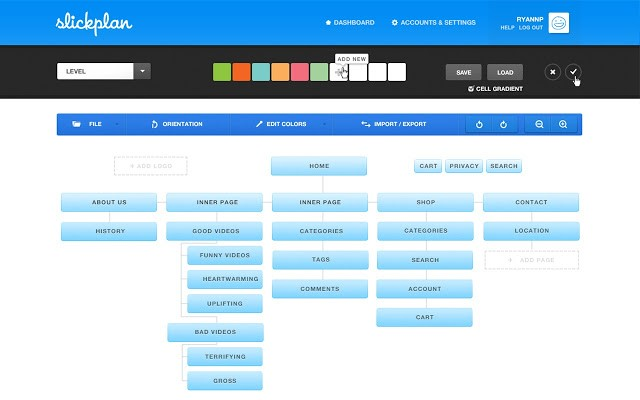 slickplan
DASHBOARD
ACCOUNTS & SETTINGS
RYANNP
HELP LOG OUT
ADD NEW
LEVEL
SAVE
LOAD
CELL GRADIENT
FILE
ORIENTATION
EDIT COLORS
IMPORT / EXPORT
+ ADD LOGO
HOME
CART
PRIVACY
SEARCH
ABOUT US
INNER PAGE
INNER PAGE
SHOP
CONTACT
HISTORY
GOOD VIDEOS
CATEGORIES
CATEGORIES
LOCATION
FUNNY VIDEOS
TAGS
SEARCH
+ ADD PAGE
HEARTWARMING
COMMENTS
ACCOUNT
UPLIFTING
CART
BAD VIDEOS
TERRIFYING
GROSS